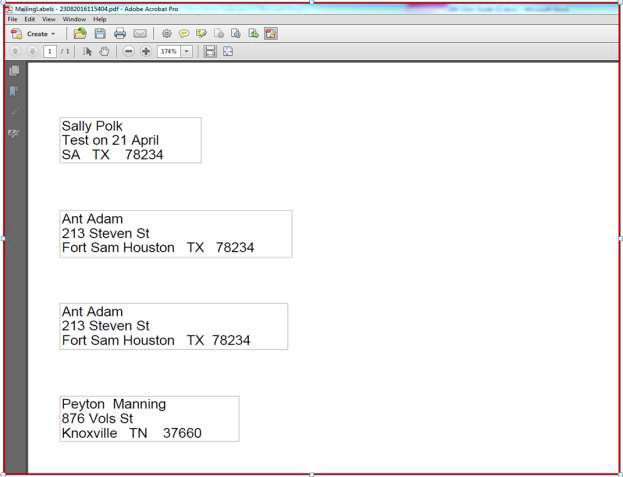 MailingLabels - 23082016115404.pdf - Adobe Acrobat Pro
File Edit View Window Help
Create
1 / 1 174%
Sally Polk
Test on 21 April
SA TX 78234
Ant Adam
213 Steven St
Fort Sam Houston TX 78234
Ant Adam
213 Steven St
Fort Sam Houston TX 78234
Peyton Manning
876 Vols St
Knoxville TN 37660